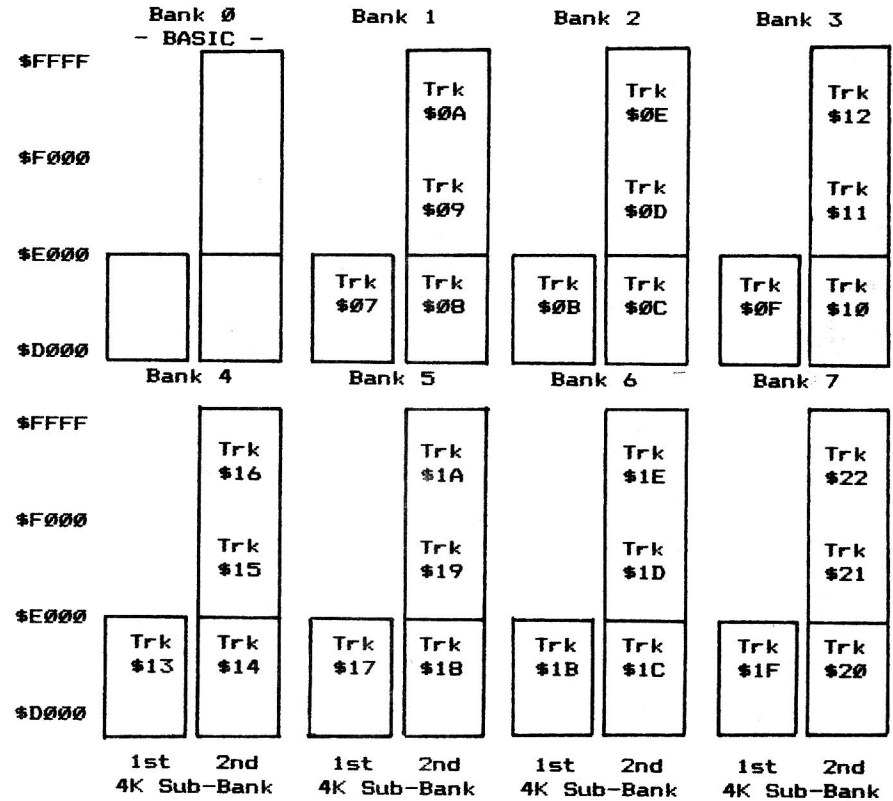 Bank Ø Bank 1 Bank 2 Bank 3
- BASIC -
$FFFF
Trk Trk Trk
$ØA $ØE $12
$FØØØ
Trk Trk Trk
$Ø9 $ØD $11
$EØØØ
Trk Trk Trk Trk Trk Trk
$Ø7 $Ø8 $ØB $ØC $ØF $1Ø
$DØØØ
Bank 4 Bank 5 Bank 6 Bank 7
$FFFF
Trk Trk Trk Trk
$16 $1A $1E $22
$FØØØ
Trk Trk Trk Trk
$15 $19 $1D $21
$EØØØ
Trk Trk Trk Trk Trk Trk Trk Trk
$13 $14 $17 $18 $1B $1C $1F $2Ø
$DØØØ
1st 2nd 1st 2nd 1st 2nd 1st 2nd
4K Sub-Bank 4K Sub-Bank 4K Sub-Bank 4K Sub-Bank